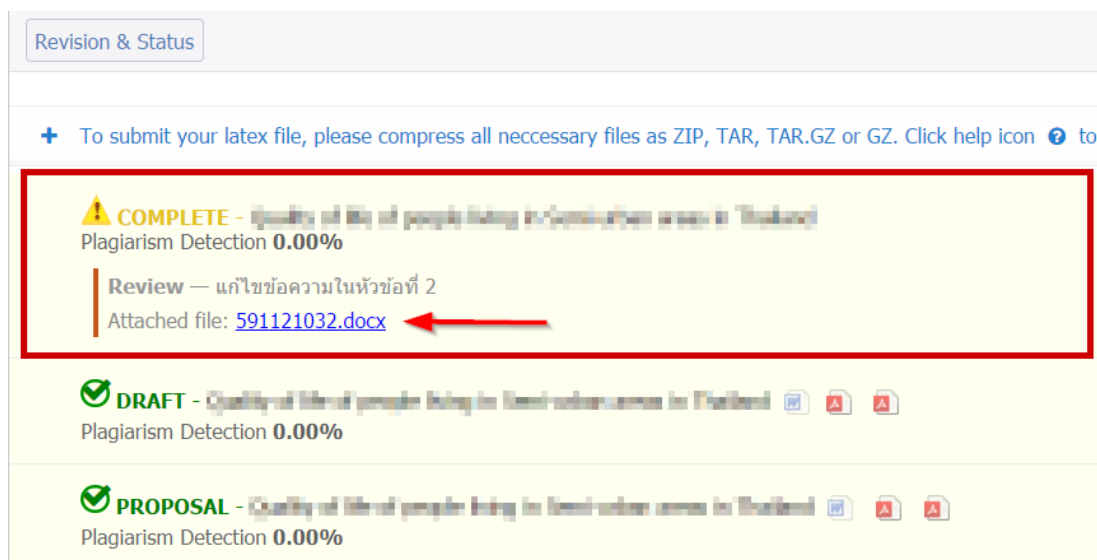 Revision & Status
To submit your latex file, please compress all neccessary files as ZIP, TAR, TAR.GZ or GZ. Click help icon to
COMPLETE -
Plagiarism Detection 0.00%
Review — แก้ไขข้อความในหัวข้อที่ 2
Attached file: 591121032.docx
DRAFT -
Plagiarism Detection 0.00%
PROPOSAL -
Plagiarism Detection 0.00%